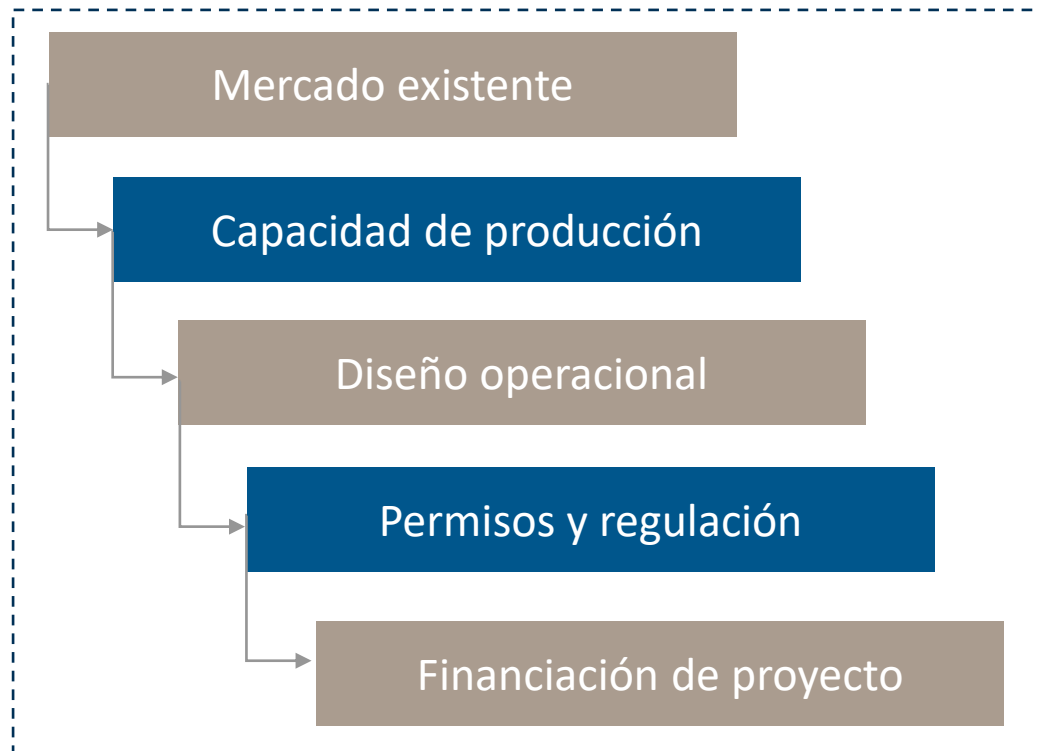 Mercado existente
Capacidad de producción
Diseño operacional
Permisos y regulación
Financiación de proyecto